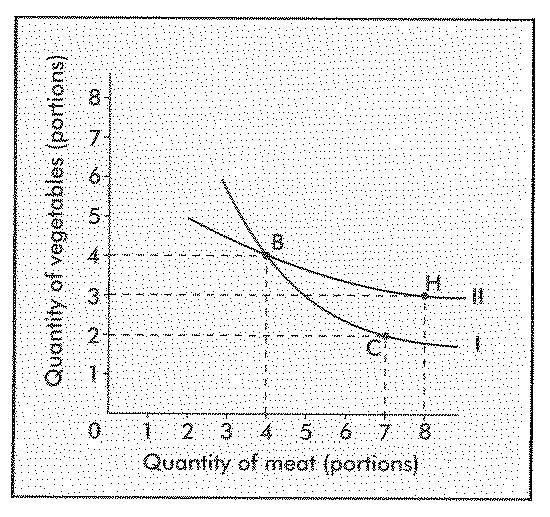 Quantity of vegetables (portions)
8
7
6
5
4
3
2
1
B
H
II
C
I
0 1 2 3 4 5 6 7 8
Quantity of meat (portions)